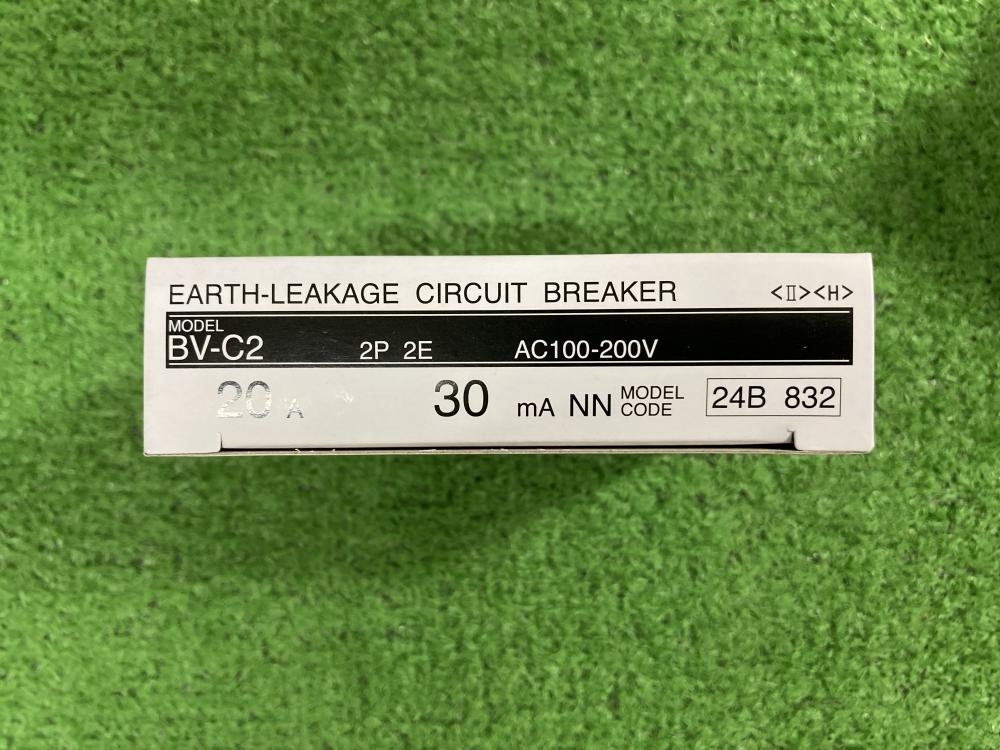 EARTH-LEAKAGE CIRCUIT BREAKER <Ⅱ><H>
MODEL
BV-C2 2P 2E AC100-200V
20 A 30 mA NN MODEL CODE 24B 832